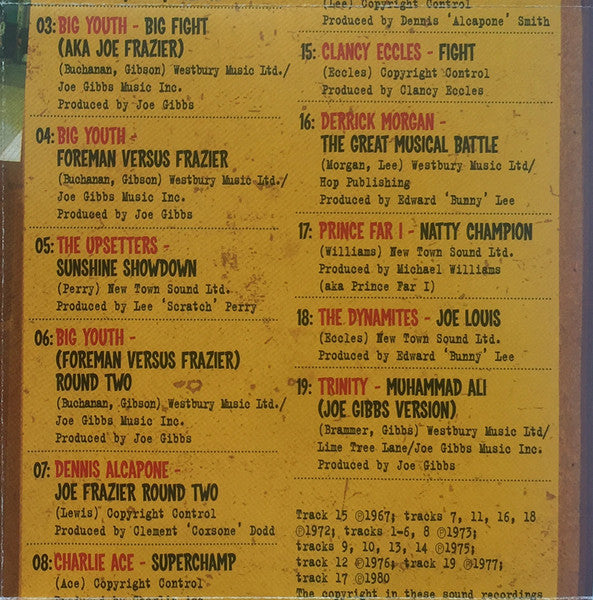 03: BIG YOUTH - BIG FIGHT
(AKA JOE FRAZIER)
(Buchanan, Gibson) Westbury Music Ltd./
Joe Gibbs Music Inc.
Produced by Joe Gibbs
04: BIG YOUTH -
FOREMAN VERSUS FRAZIER
(Buchanan, Gibson) Westbury Music Ltd./
Joe Gibbs Music Inc.
Produced by Joe Gibbs
05: THE UPSETTERS -
SUNSHINE SHOWDOWN
(Perry) New Town Sound Ltd.
Produced by Lee 'Scratch' Perry
06: BIG YOUTH -
(FOREMAN VERSUS FRAZIER)
ROUND TWO
(Buchanan, Gibson) Westbury Music Ltd./
Joe Gibbs Music Inc.
Produced by Joe Gibbs
07: DENNIS ALCAPONE -
JOE FRAZIER ROUND TWO
(Lewis) Copyright Control
Produced by Clement 'Coxsone' Dodd
08: CHARLIE ACE - SUPERCHAMP
(Ace) Copyright Control
(Lee) Copyright Control
Produced by Dennis 'Alcapone' Smith
15: CLANCY ECCLES - FIGHT
(Eccles) Copyright Control
Produced by Clancy Eccles
16: DERRICK MORGAN -
THE GREAT MUSICAL BATTLE
(Morgan, Lee) Westbury Music Ltd/
Hop Publishing
Produced by Edward 'Bunny' Lee
17: PRINCE FAR I - NATTY CHAMPION
(Williams) New Town Sound Ltd.
Produced by Michael Williams
(aka Prince Far I)
18: THE DYNAMITES - JOE LOUIS
(Eccles) New Town Sound Ltd.
Produced by Edward 'Bunny' Lee
19: TRINITY - MUHAMMAD ALI
(JOE GIBBS VERSION)
(Brammer, Gibbs) Westbury Music Ltd/
Lime Tree Lane/Joe Gibbs Music Inc.
Produced by Joe Gibbs
Track 15 ℗1967; tracks 7, 11, 16, 18
℗1972; tracks 1-6, 8 ℗1973;
tracks 9, 10, 13, 14 ℗1975;
track 12 ℗1976; track 19 ℗1977;
track 17 ℗1980
The copyright in these sound recordings